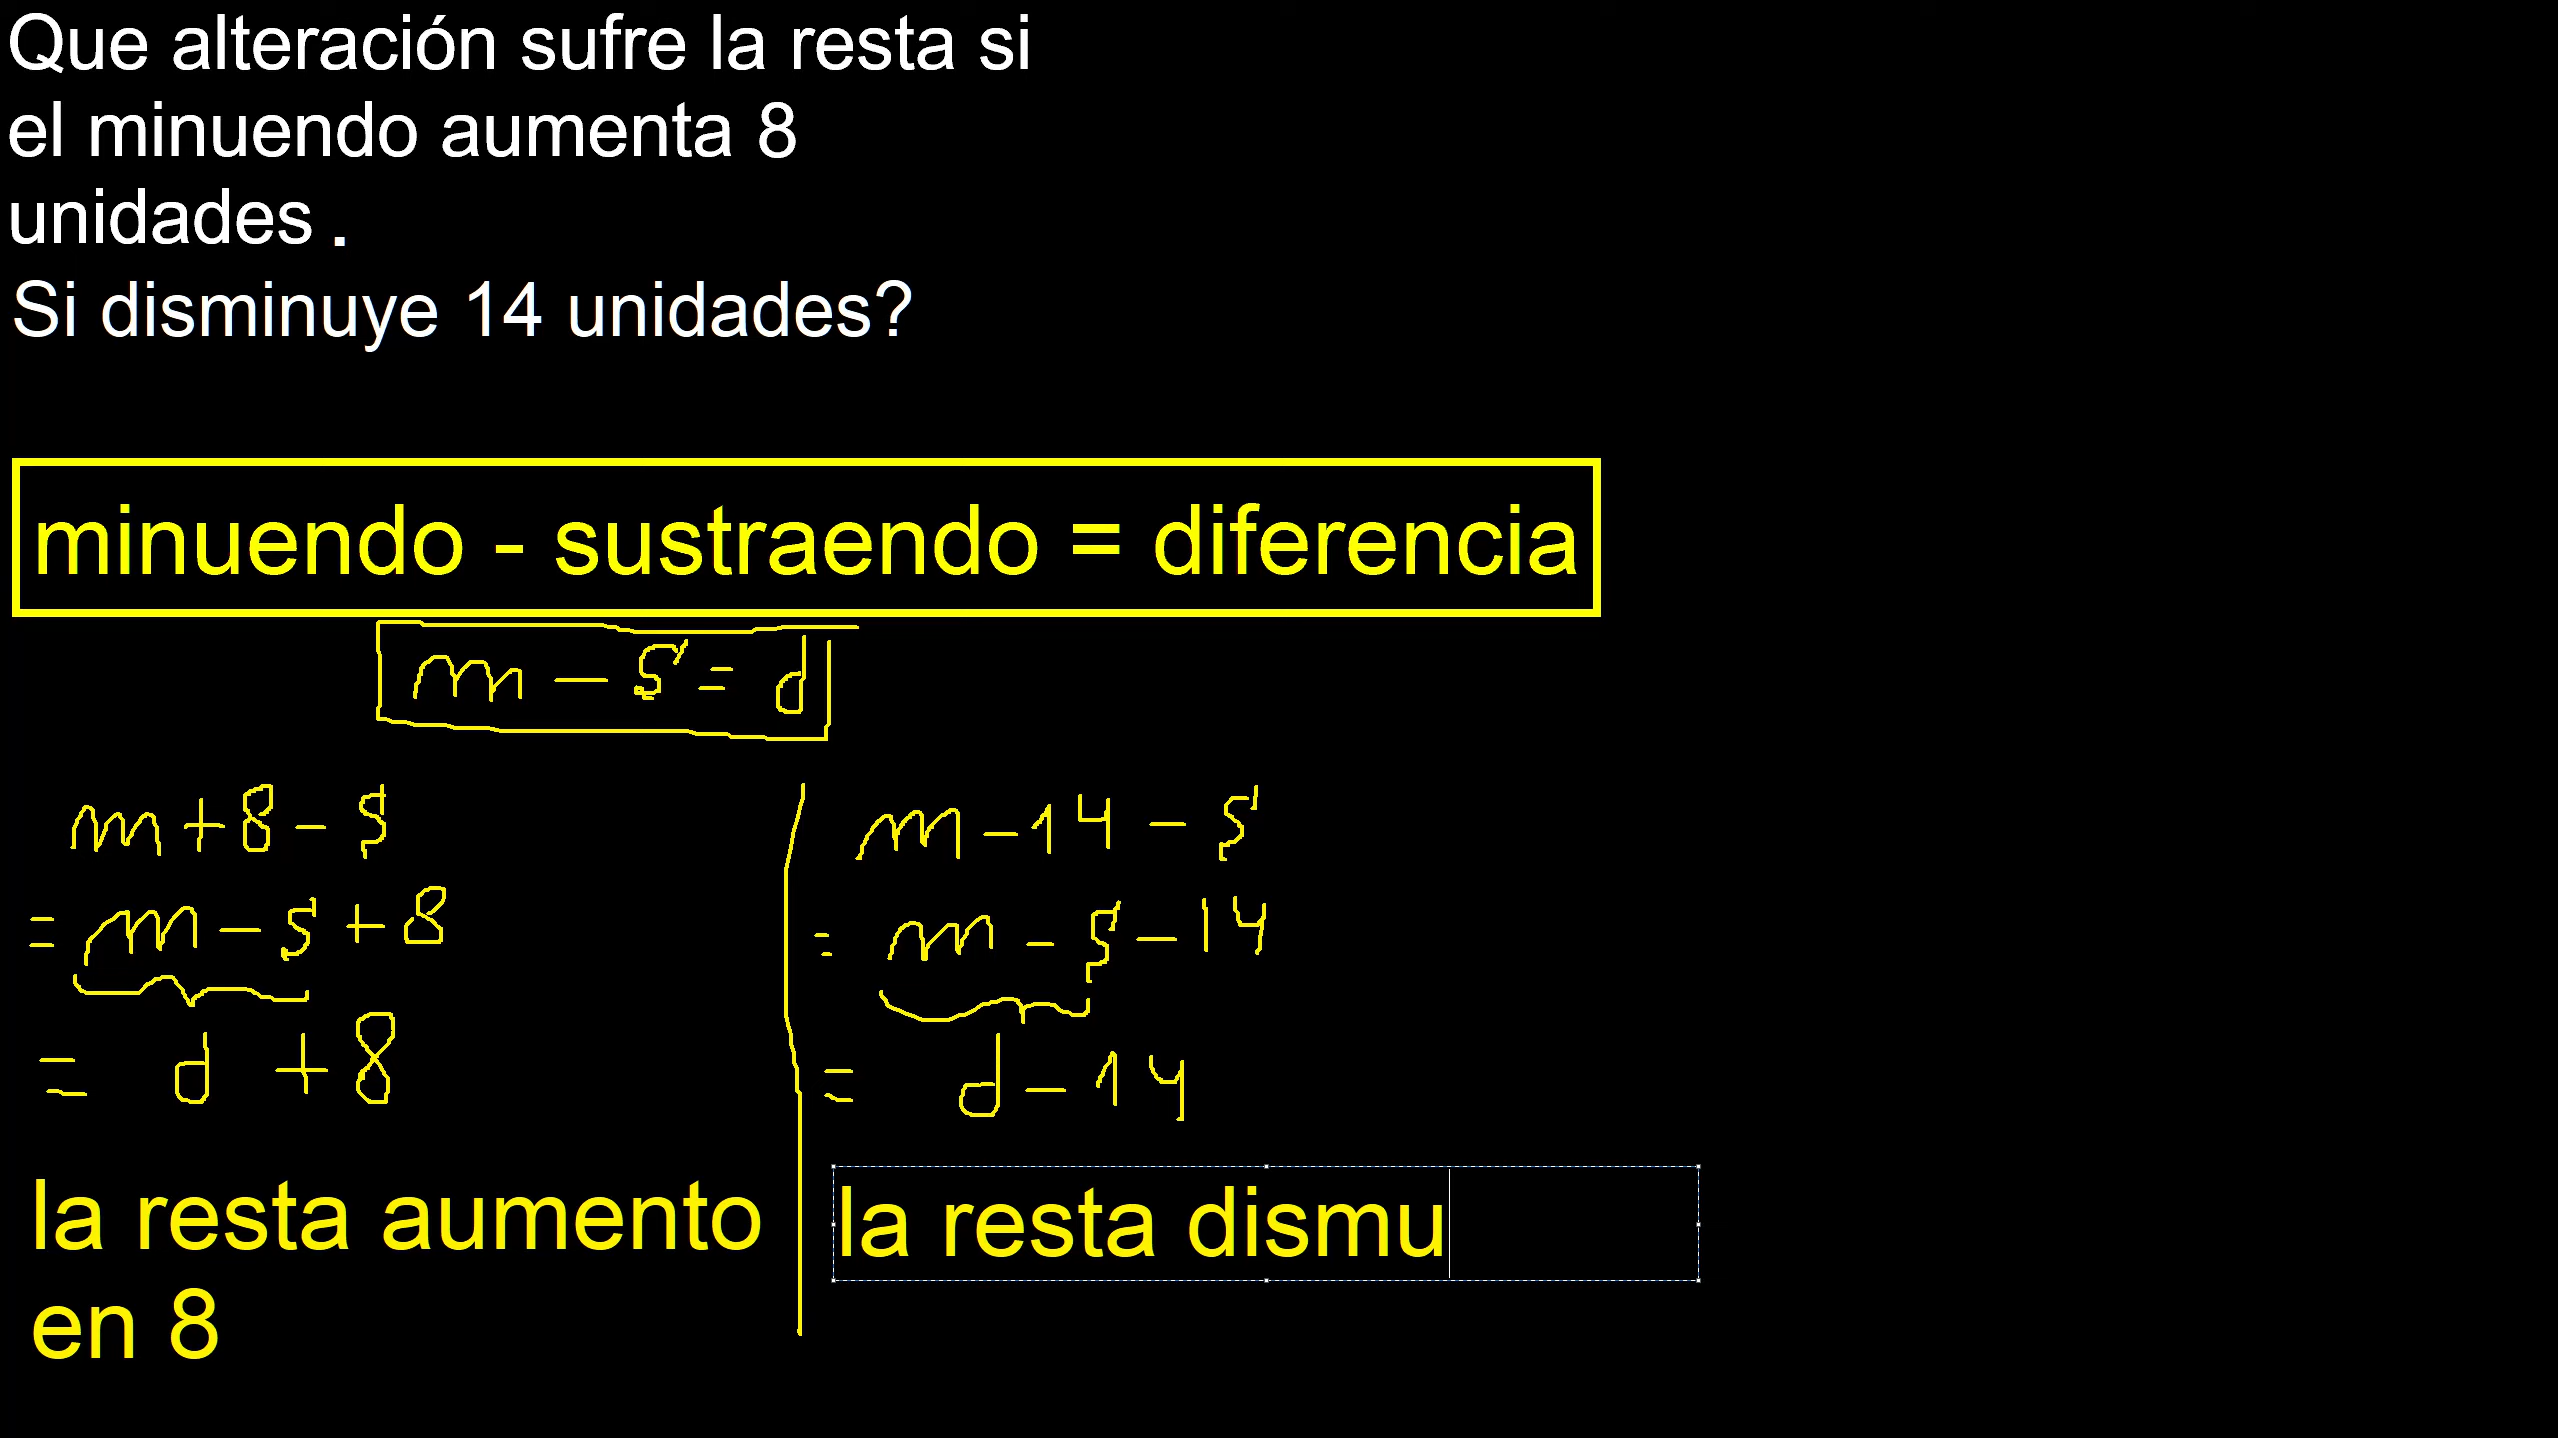 Que alteración sufre la resta si
el minuendo aumenta 8
unidades .
Si disminuye 14 unidades?
minuendo - sustraendo = diferencia
m - s = d
m + 8 - s
= m - s + 8
= d + 8
la resta aumento
en 8
m - 14 - s
= m - s - 14
= d - 14
la resta dismu